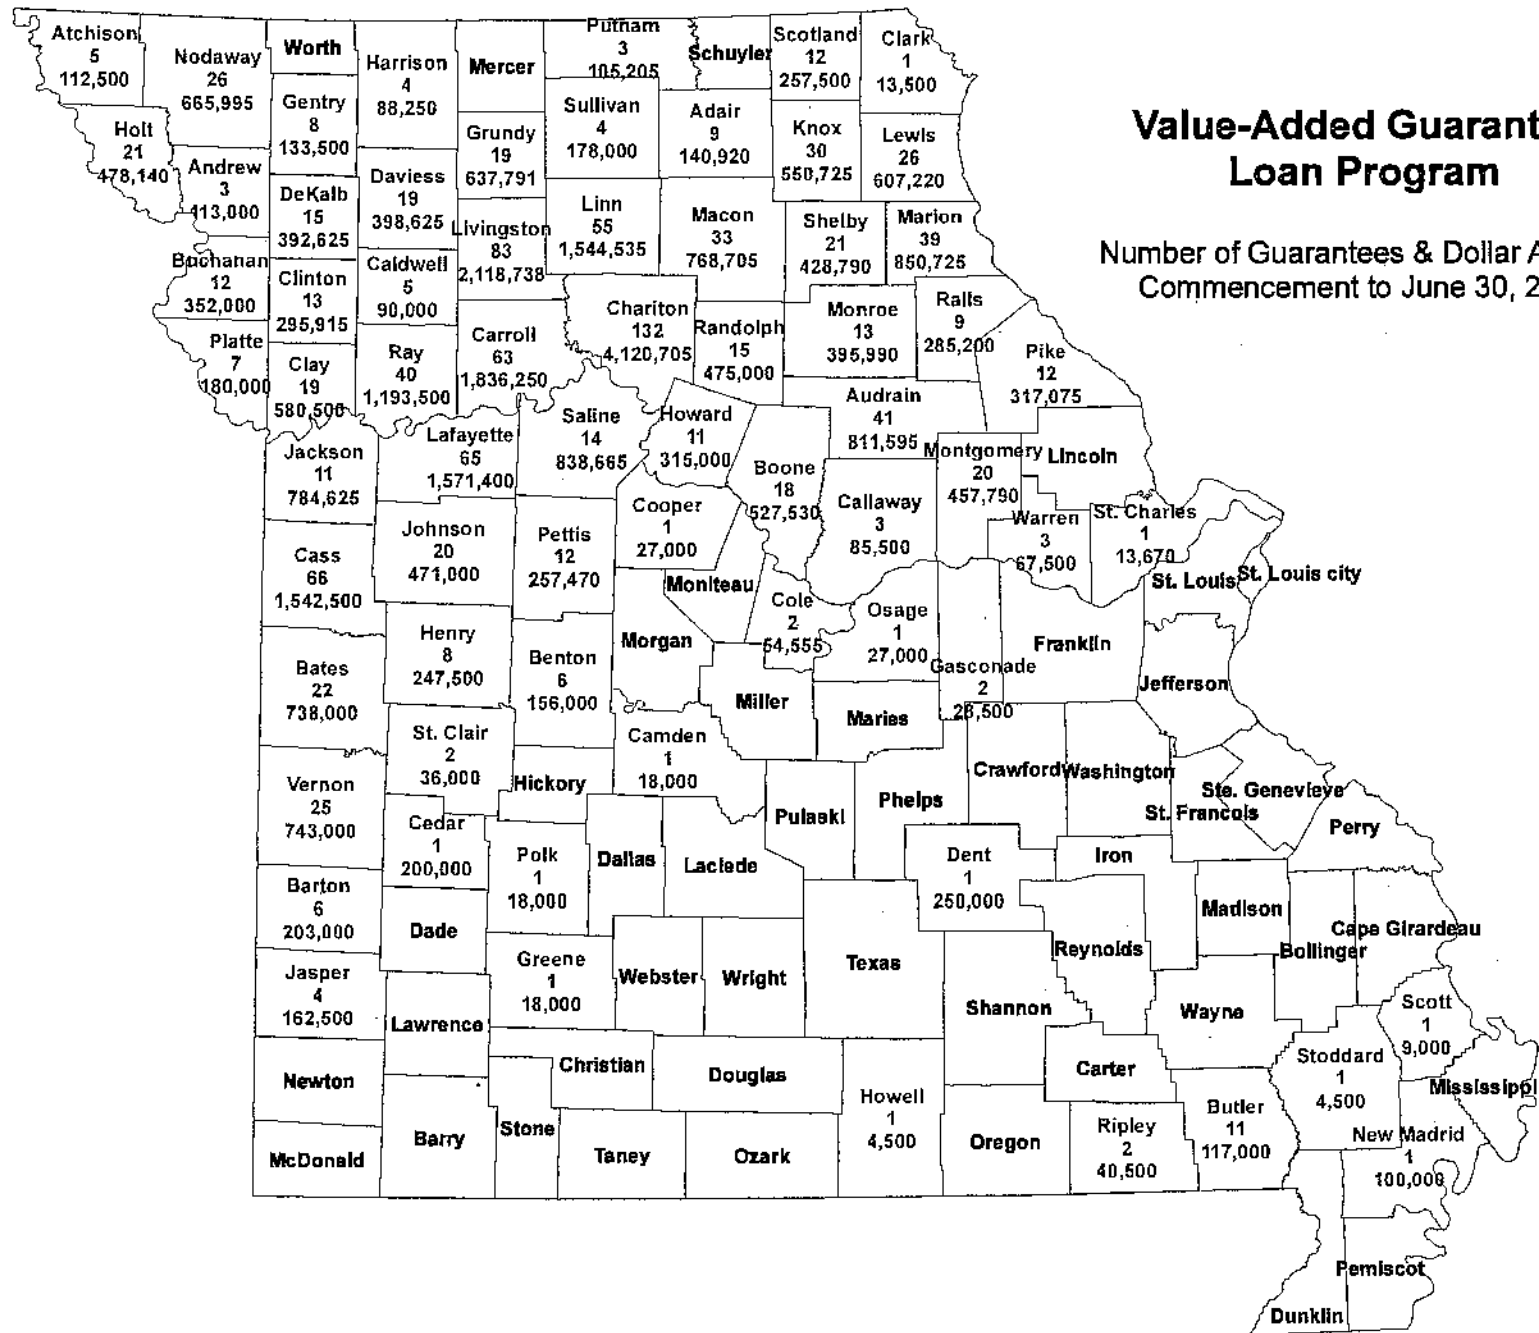 Value-Added Guarant
Loan Program
Number of Guarantees & Dollar A
Commencement to June 30, 2
Atchison
5
112,500
Nodaway
26
665,995
Worth
Harrison
4
88,250
Mercer
Putnam
3
105,205
Schuyler
Scotland
12
257,500
Clark
1
13,500
Holt
21
478,140
Andrew
3
113,000
Gentry
8
133,500
DeKalb
15
392,625
Daviess
19
398,625
Grundy
19
637,791
Sullivan
4
178,000
Adair
9
140,920
Knox
30
550,725
Lewis
26
607,220
Buchanan
12
352,000
Clinton
13
295,915
Caldwell
5
90,000
Livingston
83
2,118,738
Linn
55
1,544,535
Macon
33
768,705
Shelby
21
428,790
Marion
39
850,725
Platte
7
180,000
Clay
19
580,500
Ray
40
1,193,500
Carroll
63
1,836,250
Chariton
132
4,120,705
Randolph
15
475,000
Monroe
13
395,990
Ralls
9
285,200
Pike
12
317,075
Jackson
11
784,625
Lafayette
65
1,571,400
Saline
14
838,665
Howard
11
315,000
Boone
18
527,530
Audrain
41
811,595
Callaway
3
85,500
Montgomery
20
457,790
Lincoln
Warren
3
67,500
St. Charles
1
13,670
St. Louis
St. Louis city
Cass
66
1,542,500
Johnson
20
471,000
Pettis
12
257,470
Cooper
1
27,000
Moniteau
Morgan
Cole
2
54,555
Osage
1
27,000
Gasconade
2
Franklin
Jefferson
Bates
22
738,000
Henry
8
247,500
Benton
6
156,000
Miller
Maries
St. Clair
2
36,000
Hickory
Camden
1
18,000
Pulaski
Phelps
Crawford
Washington
St. Francois
Ste. Genevieve
Perry
Vernon
25
743,000
Cedar
1
200,000
Polk
1
18,000
Dallas
Laclede
Dent
1
250,000
Iron
Madison
Bollinger
Cape Girardeau
Barton
6
203,000
Dade
Greene
1
18,000
Webster
Wright
Texas
Reynolds
Shannon
Wayne
Scott
1
9,000
Jasper
4
162,500
Lawrence
Christian
Douglas
Howell
1
4,500
Carter
Stoddard
1
4,500
Mississippi
Newton
McDonald
Barry
Stone
Taney
Ozark
Oregon
Ripley
2
40,500
Butler
11
117,000
New Madrid
1
100,000
Pemiscot
Dunklin